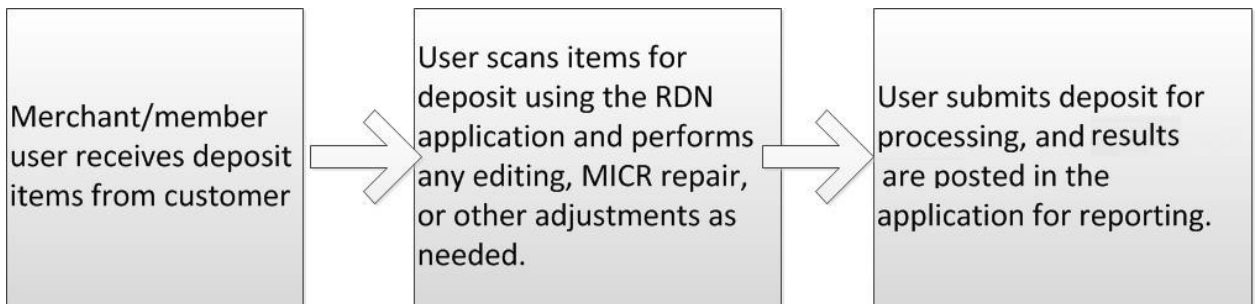 Merchant/member
user receives deposit
items from customer
User scans items for
deposit using the RDN
application and performs
any editing, MICR repair,
or other adjustments as
needed.
User submits deposit for
processing, and results
are posted in the
application for reporting.